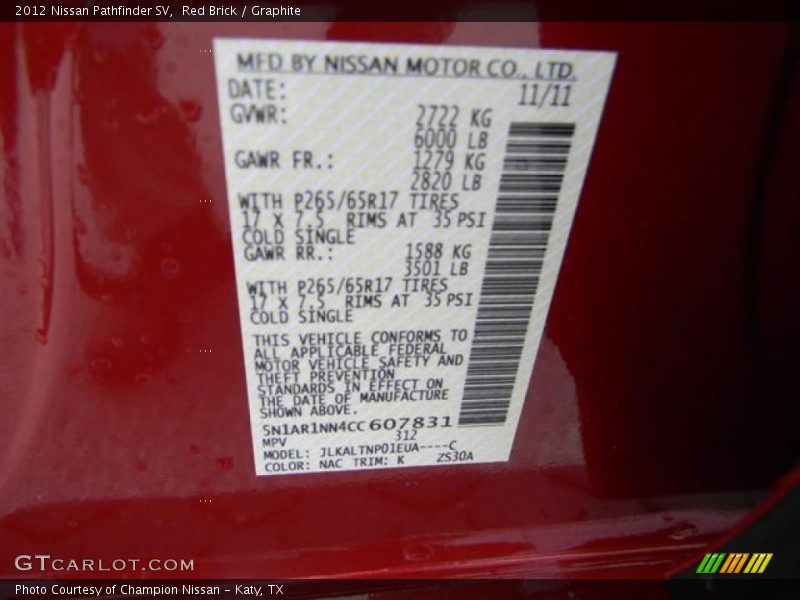 2012 Nissan Pathfinder SV, Red Brick / Graphite
MFD BY NISSAN MOTOR CO., LTD.
DATE: 11/11
GVWR: 2722 KG
6000 LB
GAWR FR.: 1279 KG
2820 LB
WITH P265/65R17 TIRES
17 X 7.5 RIMS AT 35 PSI
COLD SINGLE
GAWR RR.: 1588 KG
3501 LB
WITH P265/65R17 TIRES
17 X 7.5 RIMS AT 35 PSI
COLD SINGLE
THIS VEHICLE CONFORMS TO
ALL APPLICABLE FEDERAL
MOTOR VEHICLE SAFETY AND
THEFT PREVENTION
STANDARDS IN EFFECT ON
THE DATE OF MANUFACTURE
SHOWN ABOVE.
5N1AR1NN4CC607831
MPV 312
MODEL: JLKALTNPOIEUA----C
COLOR: NAC TRIM: K ZS30A
GTCARLOT.COM
Photo Courtesy of Champion Nissan - Katy, TX